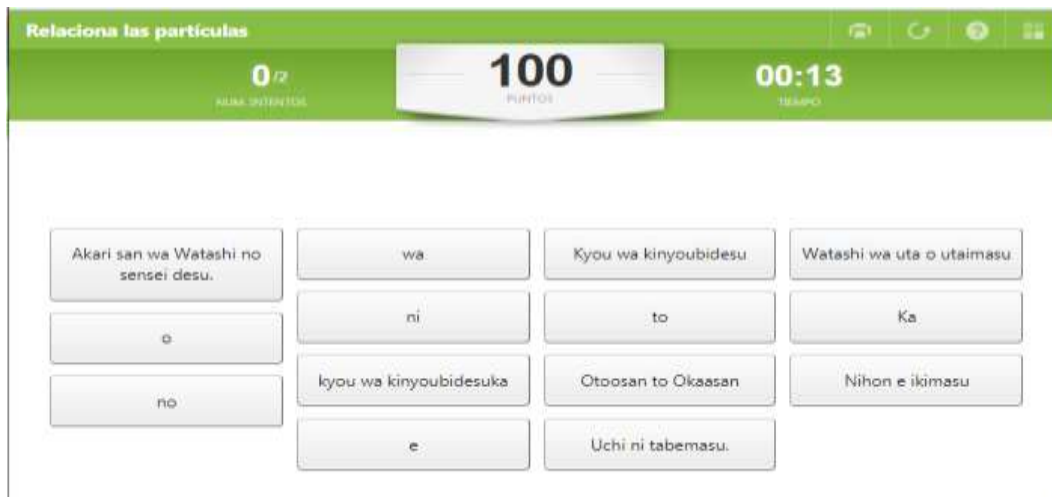 Relaciona las partículas
0/2
NUM. INTENTOS
100
PUNTOS
00:13
TIEMPO
Akari san wa Watashi no
sensei desu.
o
no
wa
ni
kyou wa kinyoubidesuka
e
Kyou wa kinyoubidesu
to
Otoosan to Okaasan
Uchi ni tabemasu.
Watashi wa uta o utaimasu
Ka
Nihon e ikimasu